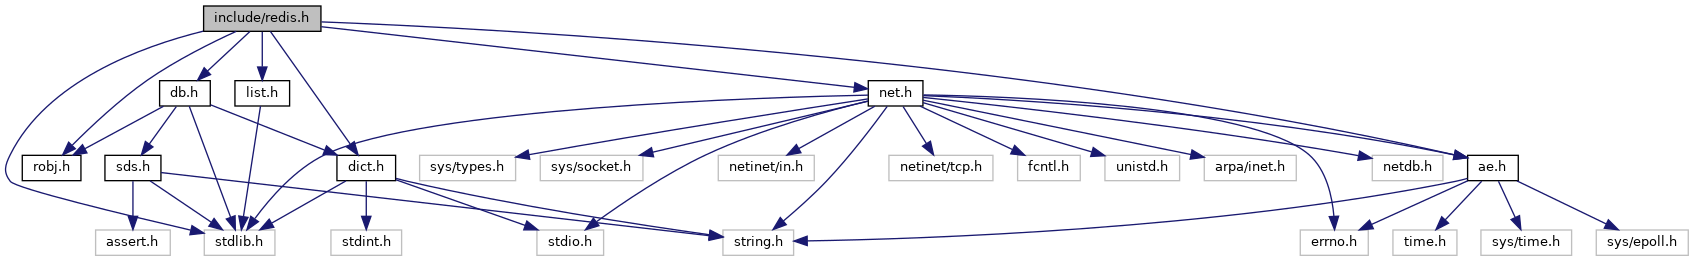 include/redis.h
db.h
list.h
net.h
robj.h
sds.h
dict.h
sys/types.h
sys/socket.h
netinet/in.h
netinet/tcp.h
fcntl.h
unistd.h
arpa/inet.h
netdb.h
ae.h
assert.h
stdlib.h
stdint.h
stdio.h
string.h
errno.h
time.h
sys/time.h
sys/epoll.h